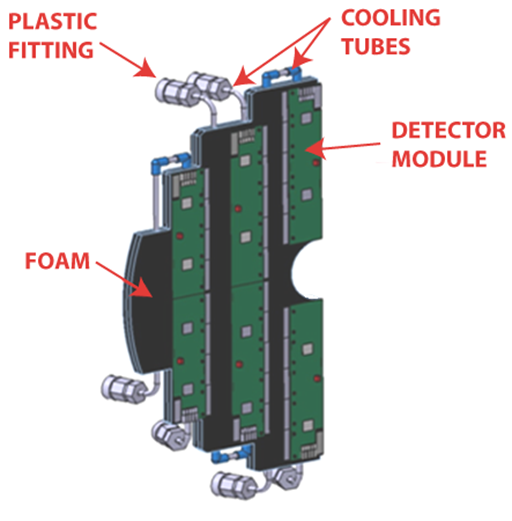 PLASTIC
FITTING
COOLING
TUBES
DETECTOR
MODULE
FOAM